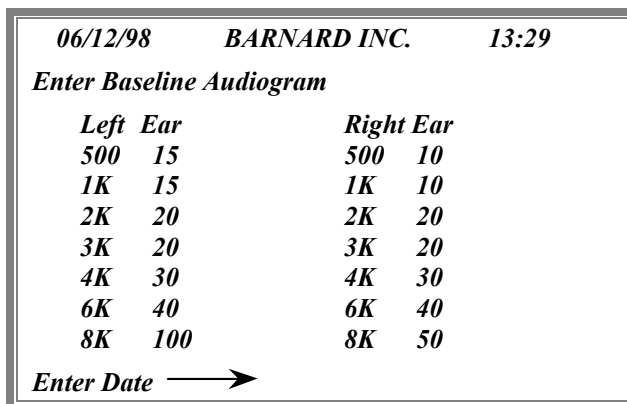 06/12/98 BARNARD INC. 13:29
Enter Baseline Audiogram
Left Ear Right Ear
500 15 500 10
1K 15 1K 10
2K 20 2K 20
3K 20 3K 20
4K 30 4K 30
6K 40 6K 40
8K 100 8K 50
Enter Date